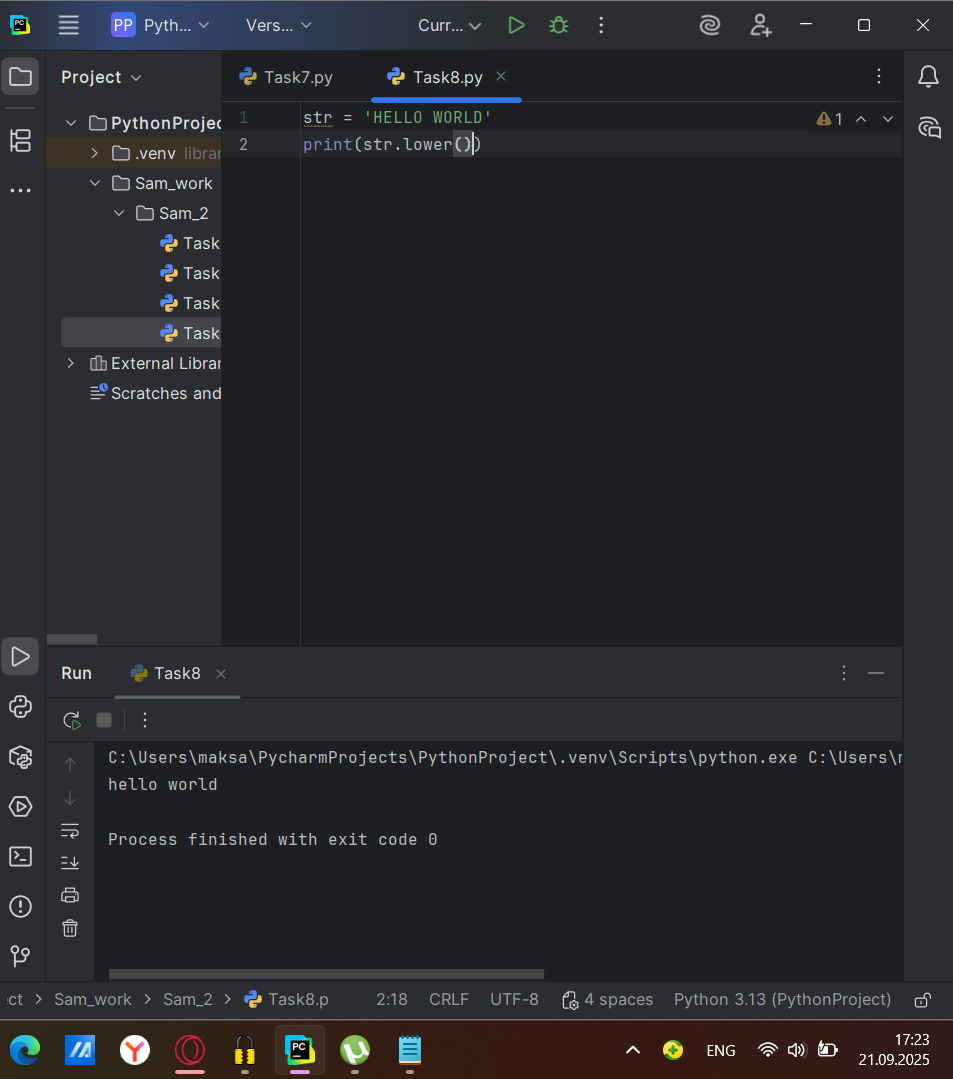 PC PP Pyth... Vers... Curr...
Project
Task7.py Task8.py
PythonProjec
.venv librar
Sam_work
Sam_2
Task
Task
Task
Task
External Librar
Scratches and
1 str = 'HELLO WORLD' 1
2 print(str.lower())
Run Task8
C:\Users\maksa\PycharmProjects\PythonProject\.venv\Scripts\python.exe C:\Users\m
hello world
Process finished with exit code 0
ct Sam_work Sam_2 Task8.p 2:18 CRLF UTF-8 4 spaces Python 3.13 (PythonProject)
PC ENG 17:23
21.09.2025